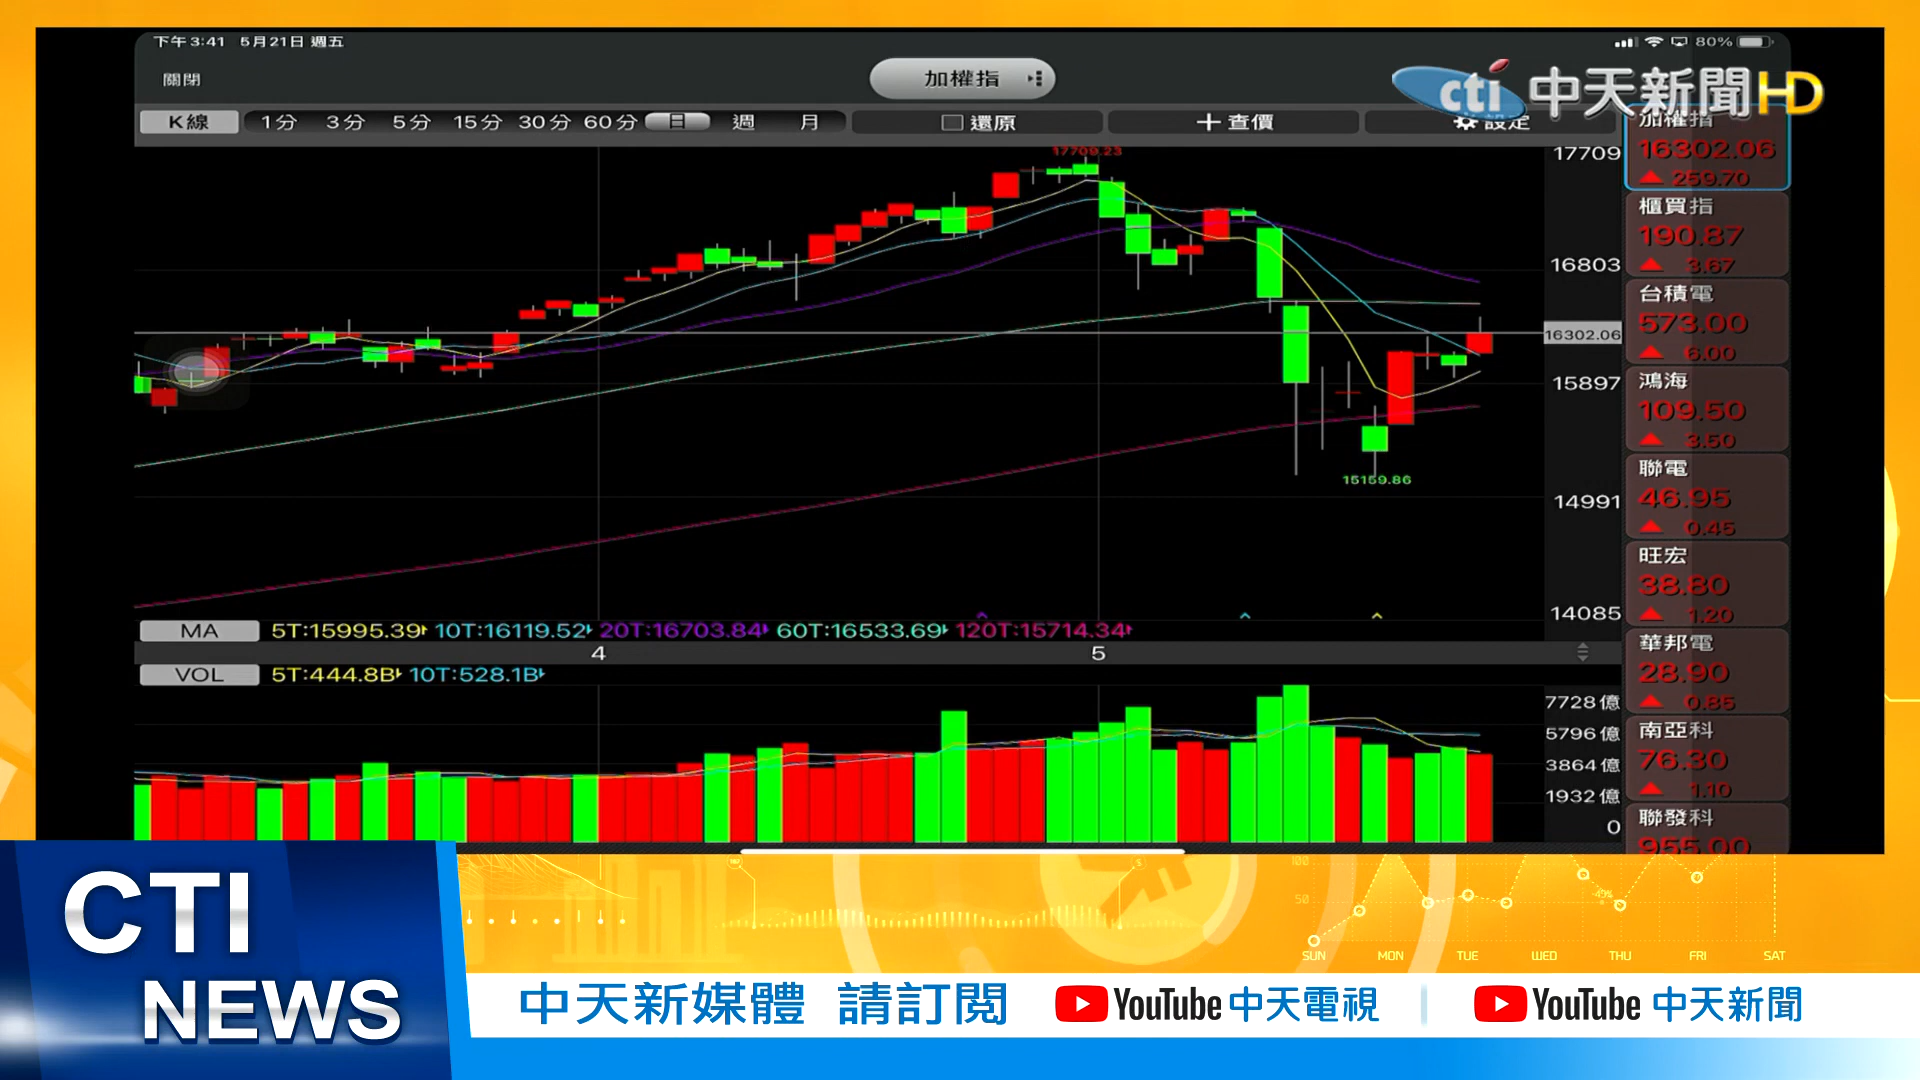 下午3:41 5月21日 週五
80%
關閉
加權指
cti 中天新聞HD
K線 1分 3分 5分 15分 30分 60分 日 週 月 還原 +查價 設定
17709.23
17709
16803
16302.06
15897
15159.86
14991
14085
MA 5T:15995.39 10T:16119.52 20T:16703.84 60T:16533.69 120T:15714.34
4 5
VOL 5T:444.8B 10T:528.1B
7728億
5796億
3864億
1932億
0
加權指
16302.06
▲ 259.70
櫃買指
190.87
▲ 3.67
台積電
573.00
▲ 6.00
鴻海
109.50
▲ 3.50
聯電
46.95
▲ 0.45
旺宏
38.80
▲ 1.20
華邦電
28.90
▲ 0.85
南亞科
76.30
▲ 1.10
聯發科
955.00
100
50
SUN MON TUE WED THU FRI SAT
CTI
NEWS
中天新媒體 請訂閱 YouTube 中天電視 YouTube 中天新聞